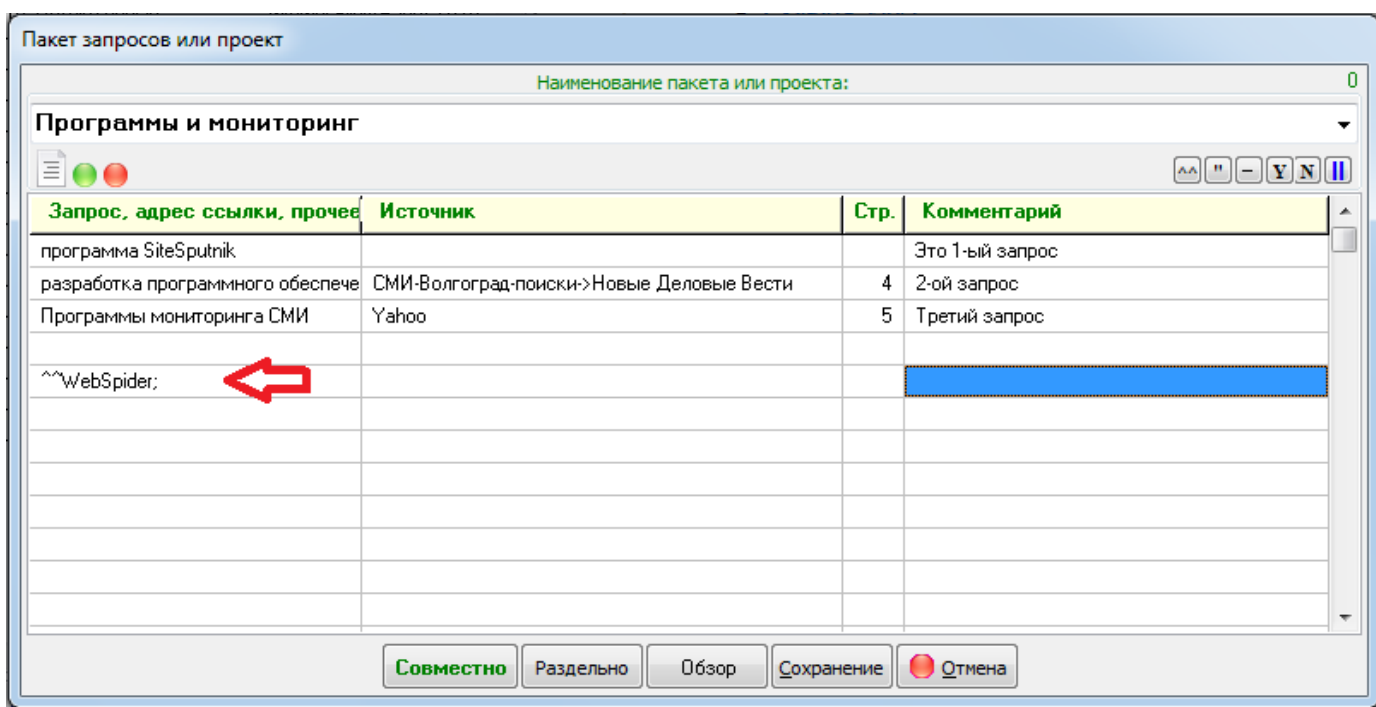 Пакет запросов или проект
Наименование пакета или проекта: 0
Программы и мониторинг
^^ " - Y N ||
Запрос, адрес ссылки, прочее Источник Стр. Комментарий
программа SiteSputnik Это 1-ый запрос
разработка программного обеспече СМИ-Волгоград-поиски->Новые Деловые Вести 4 2-ой запрос
Программы мониторинга СМИ Yahoo 5 Третий запрос
^^WebSpider;
Совместно Раздельно Обзор Сохранение Отмена